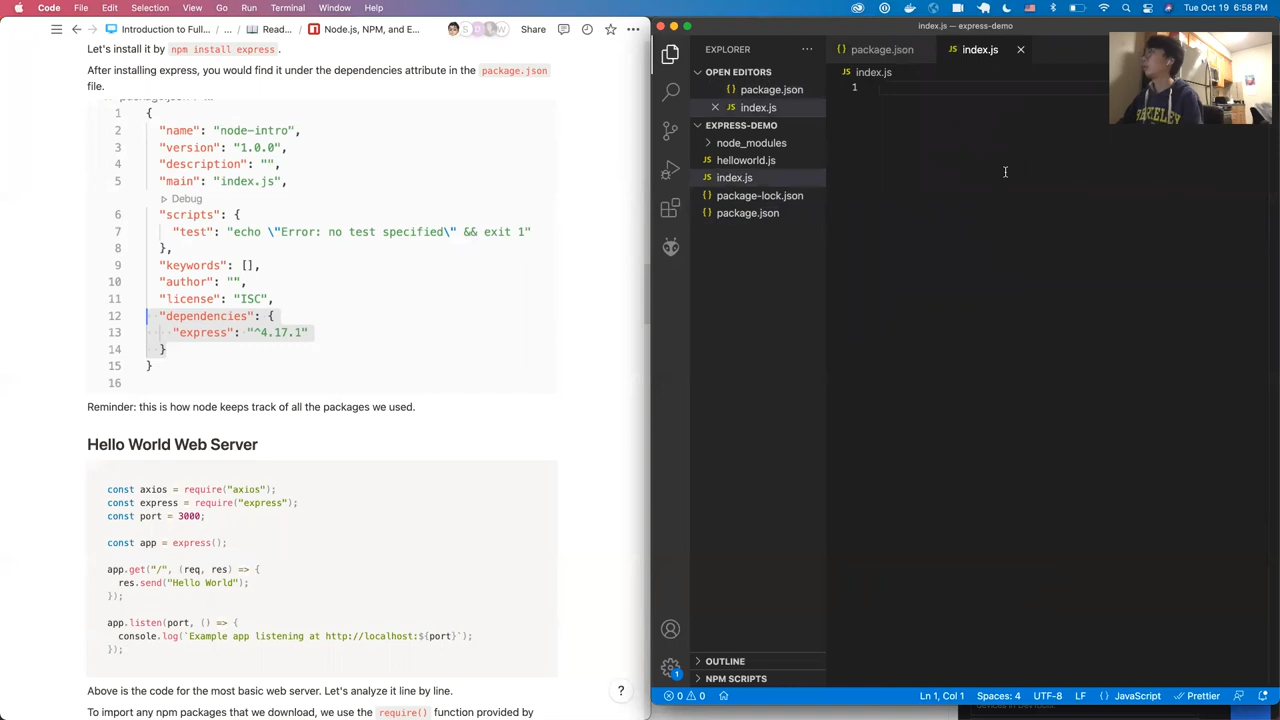 Code File Edit Selection View Go Run Terminal Window Help
Tue Oct 6 6:58 PM
Introduction to Full... / ... / Read... / Node.js, NPM, and E...
Share
Let's install it by npm install express .
After installing express, you would find it under the dependencies attribute in the package.json
file.
1 {
2 "name": "node-intro",
3 "version": "1.0.0",
4 "description": "",
5 "main": "index.js",
Debug
6 "scripts": {
7 "test": "echo \"Error: no test specified\" && exit 1"
8 },
9 "keywords": [],
10 "author": "",
11 "license": "ISC",
12 "dependencies": {
13 "express": "^4.17.1"
14 }
15 }
16
Reminder: this is how node keeps track of all the packages we used.
Hello World Web Server
const axios = require("axios");
const express = require("express");
const port = 3000;
const app = express();
app.get("/", (req, res) => {
res.send("Hello World");
});
app.listen(port, () => {
console.log(`Example app listening at http://localhost:${port}`);
});
Above is the code for the most basic web server. Let's analyze it line by line.
To import any npm packages that we download, we use the require() function provided by
?
index.js — express-demo
EXPLORER
package.json
index.js
OPEN EDITORS
package.json
index.js
EXPRESS-DEMO
node_modules
helloworld.js
index.js
package-lock.json
package.json
OUTLINE
NPM SCRIPTS
index.js
1
BERKELEY
1
0 0
Ln 1, Col 1 Spaces: 4 UTF-8 LF {} JavaScript Prettier